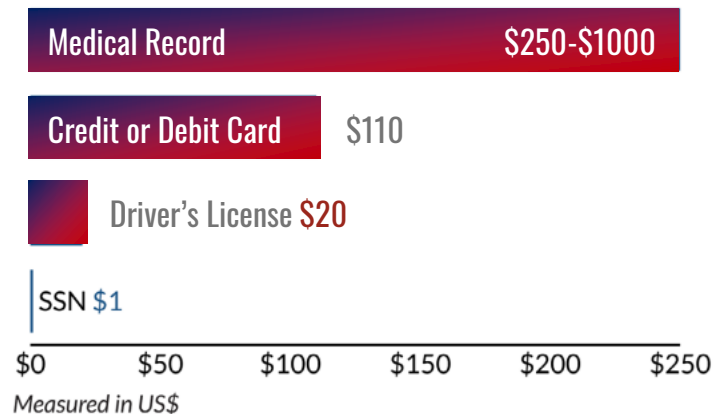 Medical Record $250-$1000
Credit or Debit Card $110
Driver’s License $20
SSN $1
$0 $50 $100 $150 $200 $250
Measured in US$